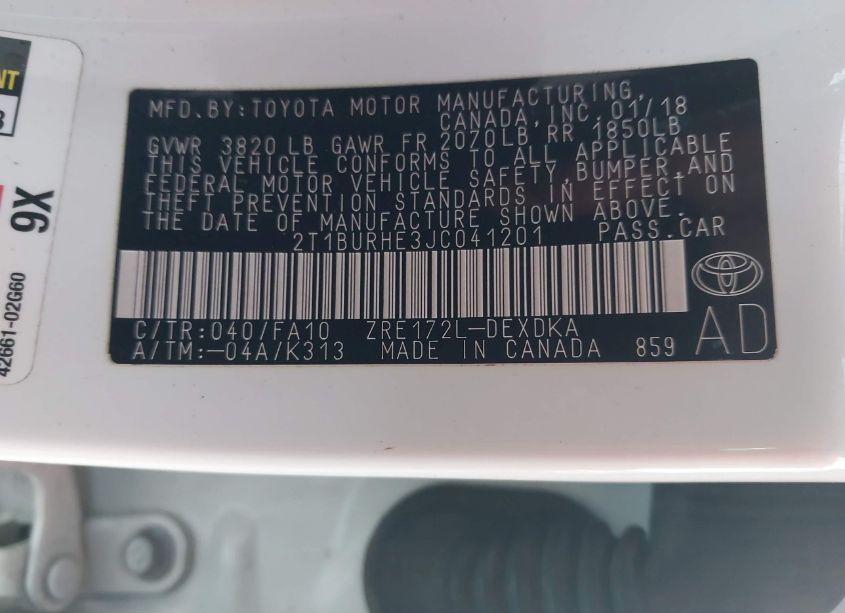 NT
9X
42661-02G60
MFD.BY:TOYOTA MOTOR MANUFACTURING,
CANADA, INC. 01/18
GVWR 3820 LB GAWR FR 2070LB RR 1850LB
THIS VEHICLE CONFORMS TO ALL APPLICABLE
FEDERAL MOTOR VEHICLE SAFETY, BUMPER, AND
THEFT PREVENTION STANDARDS IN EFFECT ON
THE DATE OF MANUFACTURE SHOWN ABOVE.
2T1BURHE3JC041201 PASS.CAR
C/TR:040/FA10 ZRE172L-DEXDKA
A/TM:-04A/K313 MADE IN CANADA 859
AD